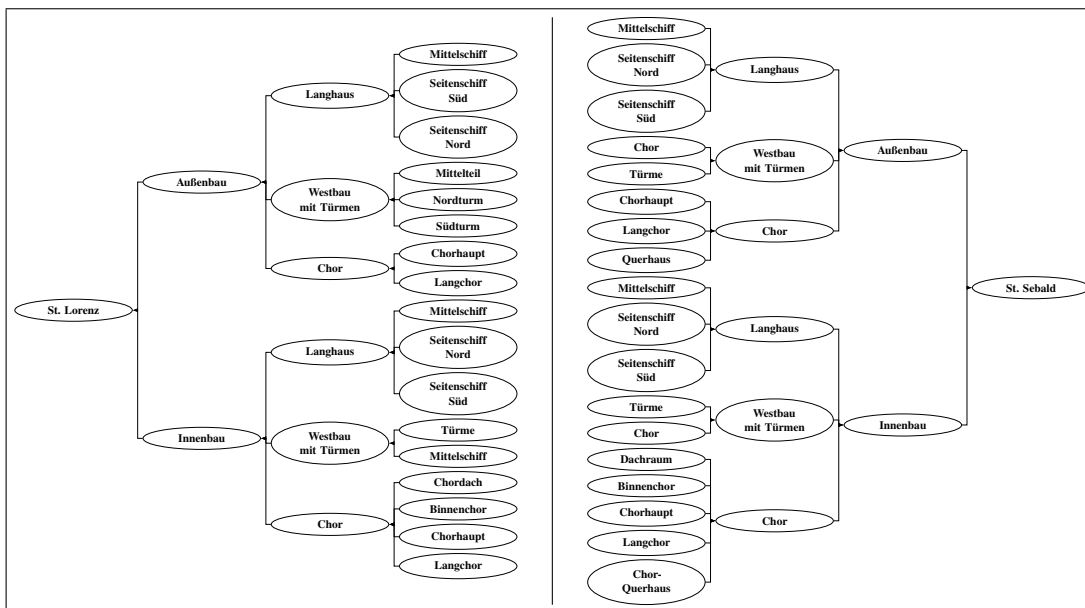 St. Lorenz
Außenbau
Langhaus
Mittelschiff
Seitenschiff
Süd
Seitenschiff
Nord
Westbau
mit Türmen
Mittelteil
Nordturm
Südturm
Chor
Chorhaupt
Langchor
Innenbau
Langhaus
Mittelschiff
Seitenschiff
Nord
Seitenschiff
Süd
Westbau
mit Türmen
Türme
Mittelschiff
Chor
Chordach
Binnenchor
Chorhaupt
Langchor
St. Sebald
Außenbau
Langhaus
Mittelschiff
Seitenschiff
Nord
Seitenschiff
Süd
Westbau
mit Türmen
Chor
Türme
Chor
Chorhaupt
Langchor
Querhaus
Innenbau
Langhaus
Mittelschiff
Seitenschiff
Nord
Seitenschiff
Süd
Westbau
mit Türmen
Türme
Chor
Chor
Dachraum
Binnenchor
Chorhaupt
Langchor
Chor-
Querhaus